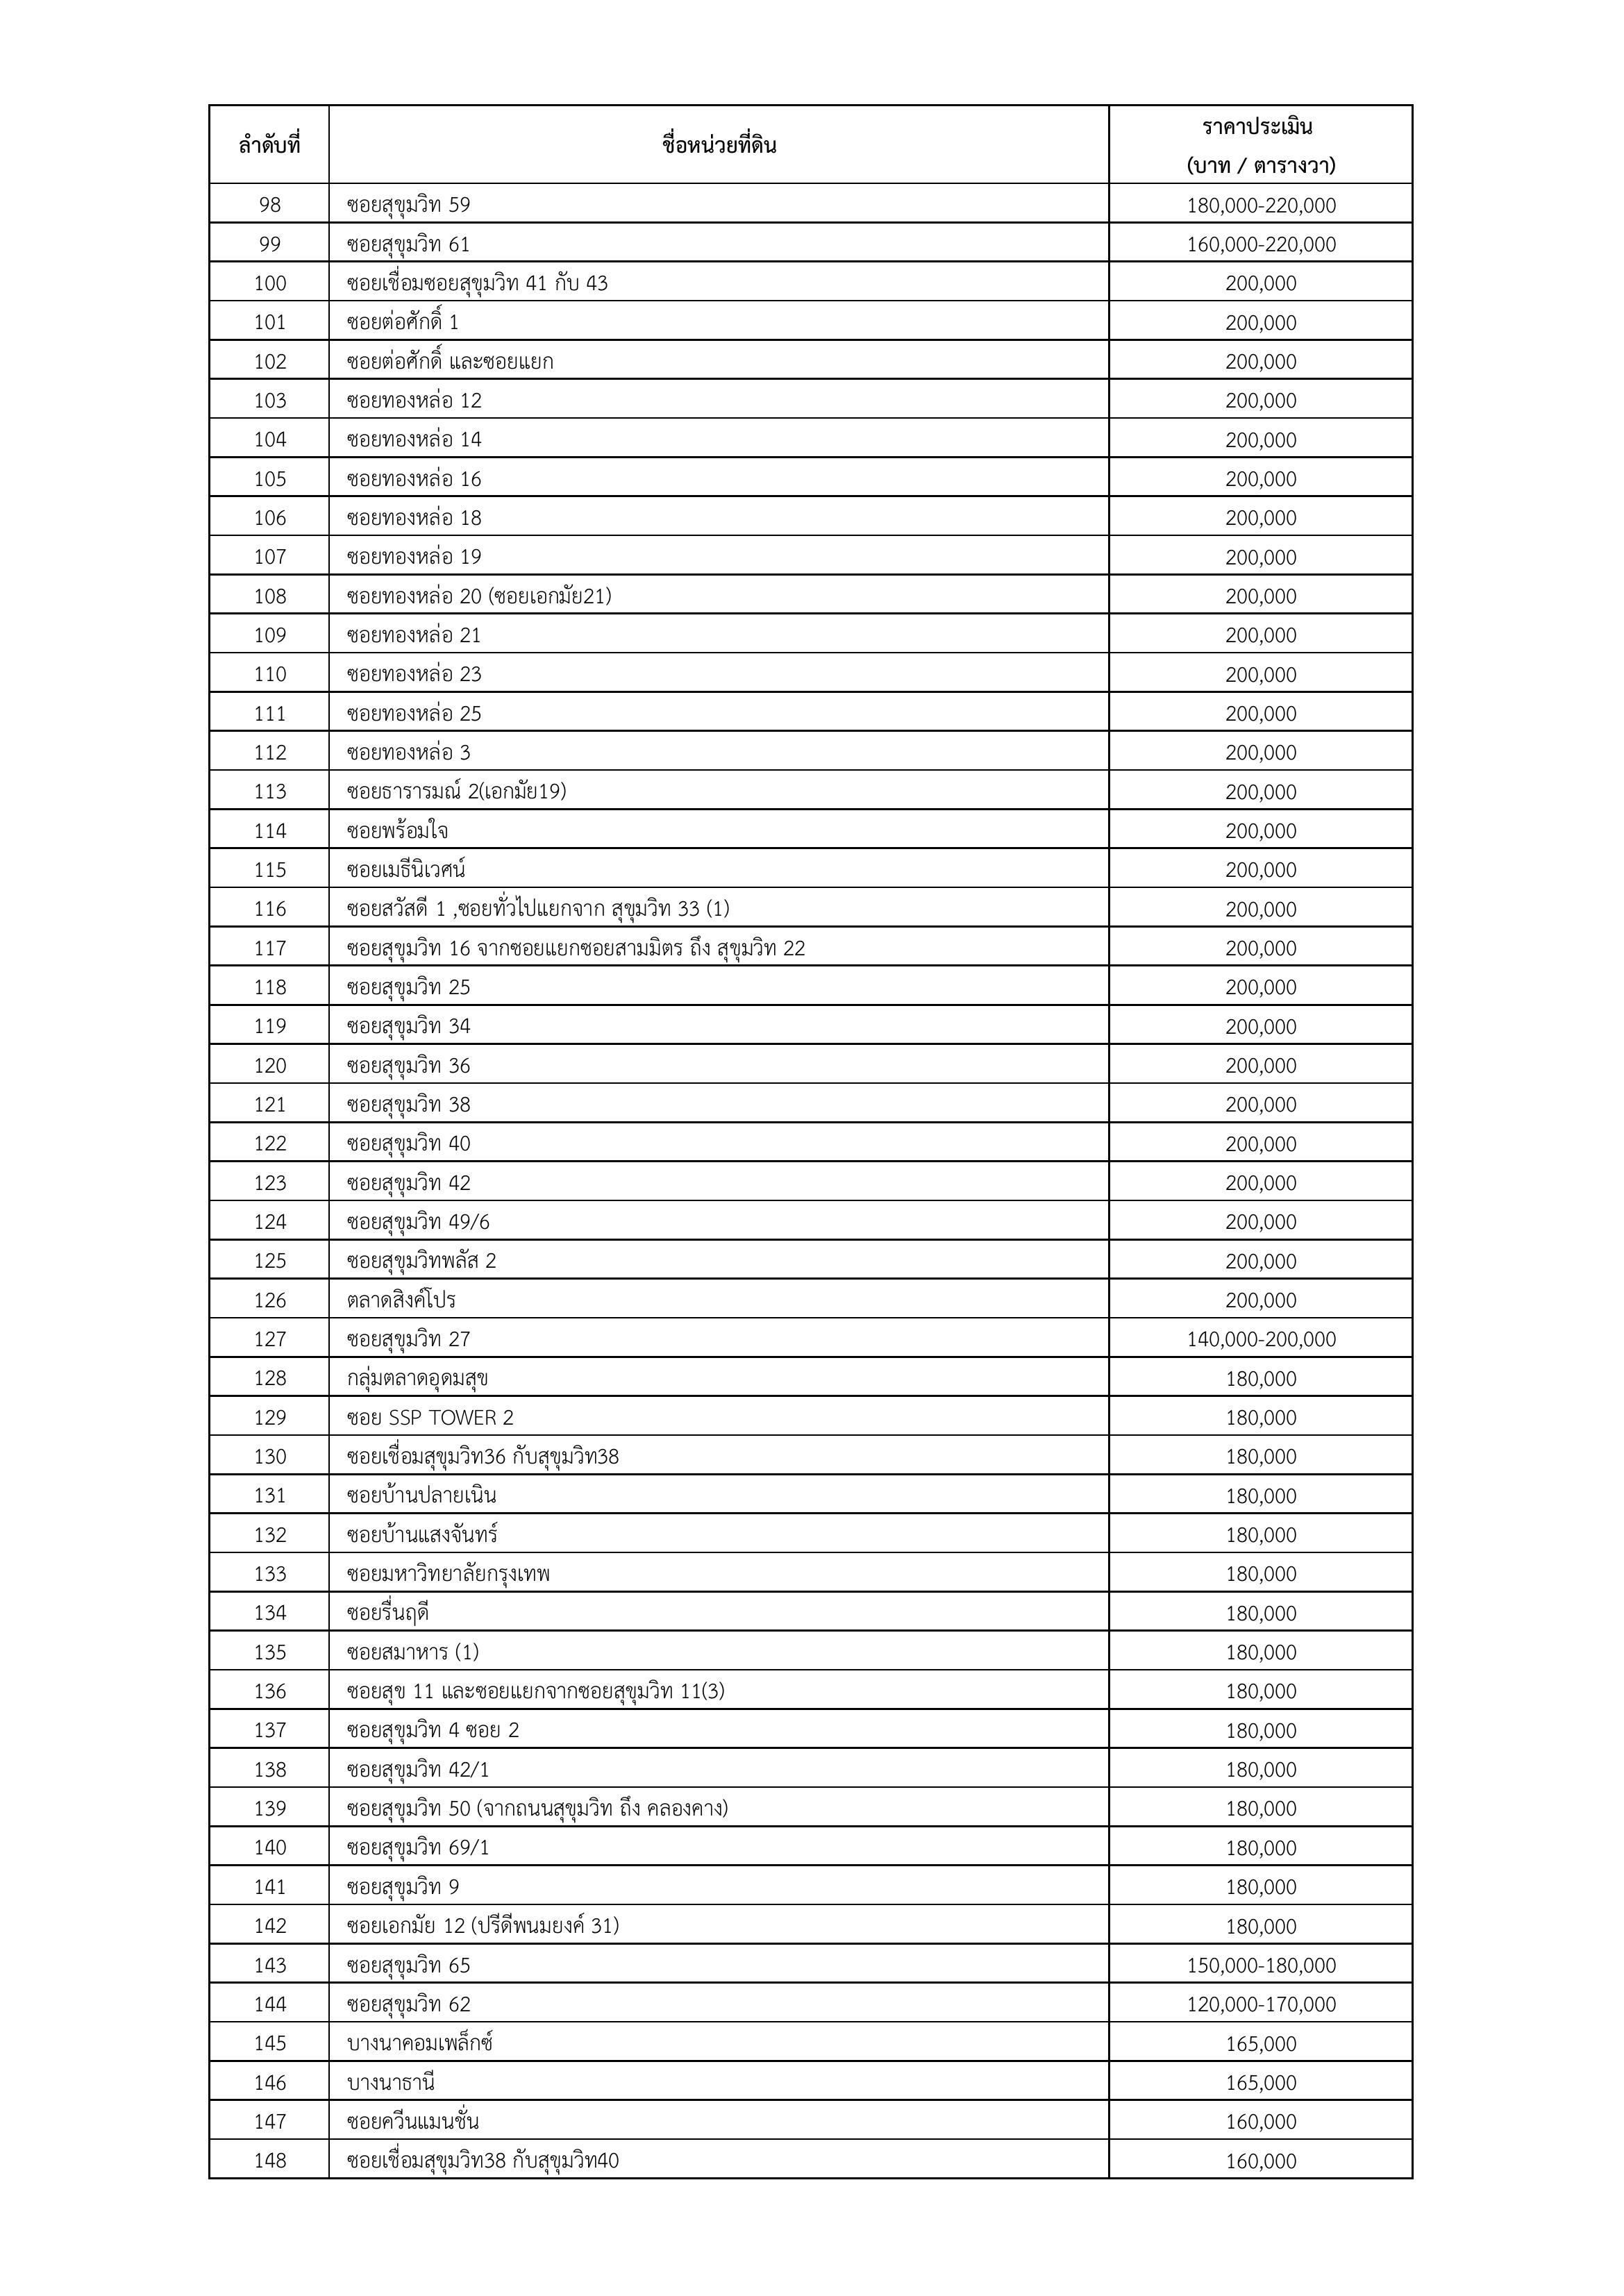 ลำดับที่ ชื่อหน่วยที่ดิน ราคาประเมิน
(บาท / ตารางวา)
98 ซอยสุขุมวิท 59 180,000-220,000
99 ซอยสุขุมวิท 61 160,000-220,000
100 ซอยเชื่อมซอยสุขุมวิท 41 กับ 43 200,000
101 ซอยต่อศักดิ์ 1 200,000
102 ซอยต่อศักดิ์ และซอยแยก 200,000
103 ซอยทองหล่อ 12 200,000
104 ซอยทองหล่อ 14 200,000
105 ซอยทองหล่อ 16 200,000
106 ซอยทองหล่อ 18 200,000
107 ซอยทองหล่อ 19 200,000
108 ซอยทองหล่อ 20 (ซอยเอกมัย21) 200,000
109 ซอยทองหล่อ 21 200,000
110 ซอยทองหล่อ 23 200,000
111 ซอยทองหล่อ 25 200,000
112 ซอยทองหล่อ 3 200,000
113 ซอยธารารมณ์ 2(เอกมัย19) 200,000
114 ซอยพร้อมใจ 200,000
115 ซอยเมธีนิเวศน์ 200,000
116 ซอยสวัสดี 1 ,ซอยทั่วไปแยกจาก สุขุมวิท 33 (1) 200,000
117 ซอยสุขุมวิท 16 จากซอยแยกซอยสามมิตร ถึง สุขุมวิท 22 200,000
118 ซอยสุขุมวิท 25 200,000
119 ซอยสุขุมวิท 34 200,000
120 ซอยสุขุมวิท 36 200,000
121 ซอยสุขุมวิท 38 200,000
122 ซอยสุขุมวิท 40 200,000
123 ซอยสุขุมวิท 42 200,000
124 ซอยสุขุมวิท 49/6 200,000
125 ซอยสุขุมวิทพลัส 2 200,000
126 ตลาดสิงค์โปร 200,000
127 ซอยสุขุมวิท 27 140,000-200,000
128 กลุ่มตลาดอุดมสุข 180,000
129 ซอย SSP TOWER 2 180,000
130 ซอยเชื่อมสุขุมวิท36 กับสุขุมวิท38 180,000
131 ซอยบ้านปลายเนิน 180,000
132 ซอยบ้านแสงจันทร์ 180,000
133 ซอยมหาวิทยาลัยกรุงเทพ 180,000
134 ซอยรื่นฤดี 180,000
135 ซอยสมาหาร (1) 180,000
136 ซอยสุข 11 และซอยแยกจากซอยสุขุมวิท 11(3) 180,000
137 ซอยสุขุมวิท 4 ซอย 2 180,000
138 ซอยสุขุมวิท 42/1 180,000
139 ซอยสุขุมวิท 50 (จากถนนสุขุมวิท ถึง คลองคาง) 180,000
140 ซอยสุขุมวิท 69/1 180,000
141 ซอยสุขุมวิท 9 180,000
142 ซอยเอกมัย 12 (ปรีดีพนมยงค์ 31) 180,000
143 ซอยสุขุมวิท 65 150,000-180,000
144 ซอยสุขุมวิท 62 120,000-170,000
145 บางนาคอมเพล็กซ์ 165,000
146 บางนาธานี 165,000
147 ซอยควีนแมนชั่น 160,000
148 ซอยเชื่อมสุขุมวิท38 กับสุขุมวิท40 160,000